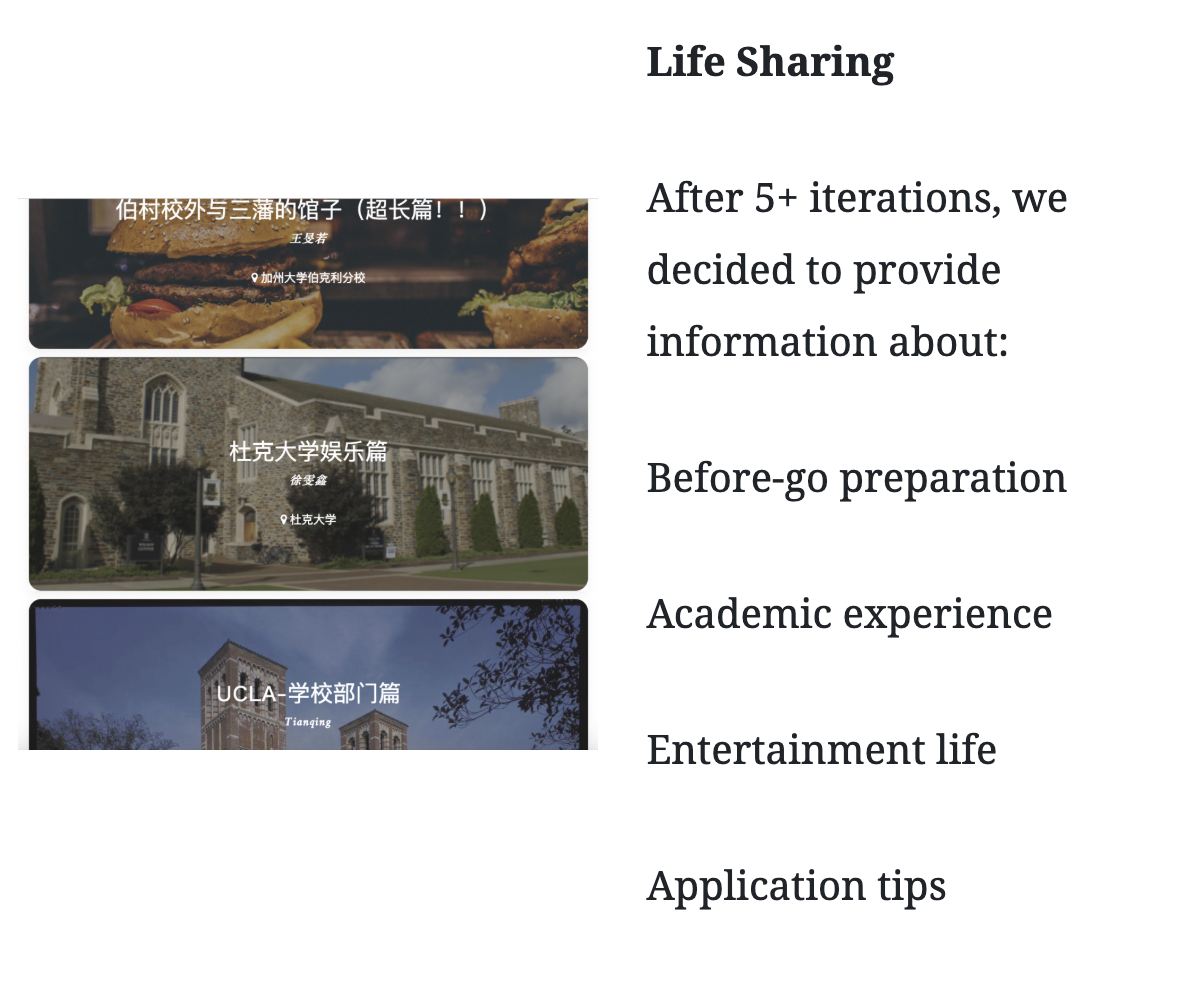 伯村校外与三藩的馆子（超长篇！！）
王旻若
加州大学伯克利分校
杜克大学娱乐篇
徐雯鑫
杜克大学
UCLA-学校部门篇
Tianqing
Life Sharing
After 5+ iterations, we
decided to provide
information about:
Before-go preparation
Academic experience
Entertainment life
Application tips